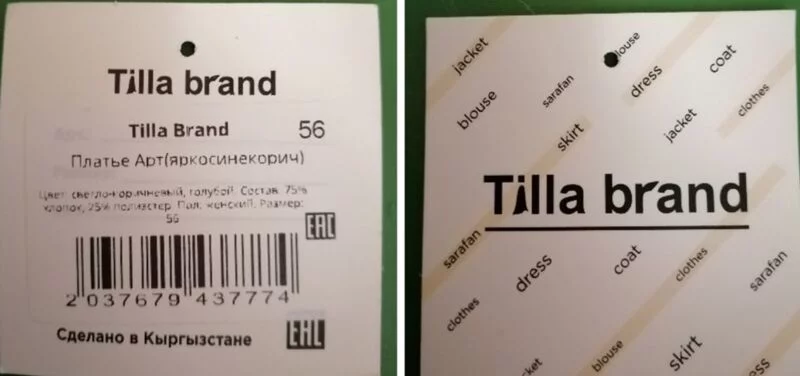 Tilla brand
Tilla Brand 56
Платье Арт(яркосинекорич)
Цвет: светло-коричневый, голубой. Состав: 75%
хлопок, 25% полиэстер. Пол: женский. Размер:
56
EAC
2 037679 437774
Сделано в Кыргызстане
EAC
jacket
blouse
coat
sarafan
dress
blouse
clothes
skirt
jacket
Tilla brand
sarafan
dress
coat
clothes
sarafan
clothes
blouse
skirt